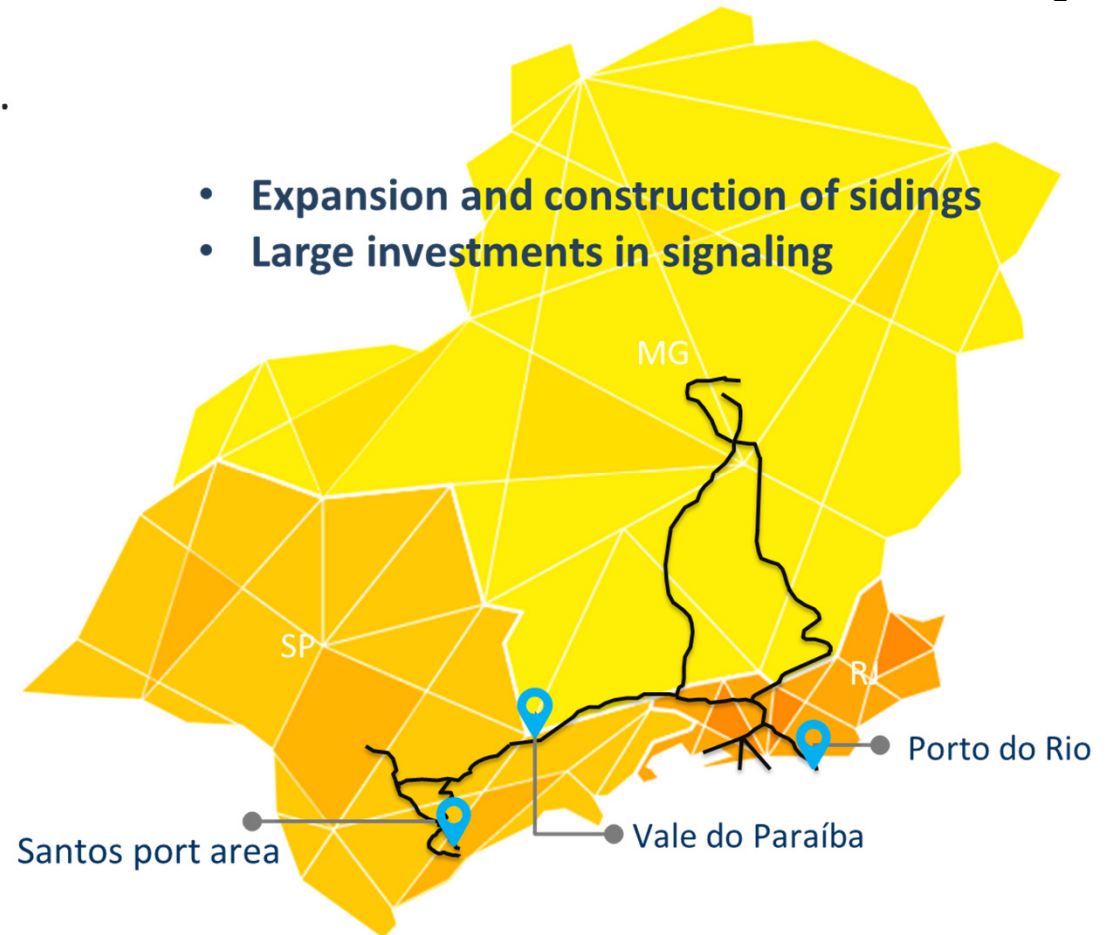 • Expansion and construction of sidings
• Large investments in signaling
MG
SP
RJ
Porto do Rio
Vale do Paraíba
Santos port area